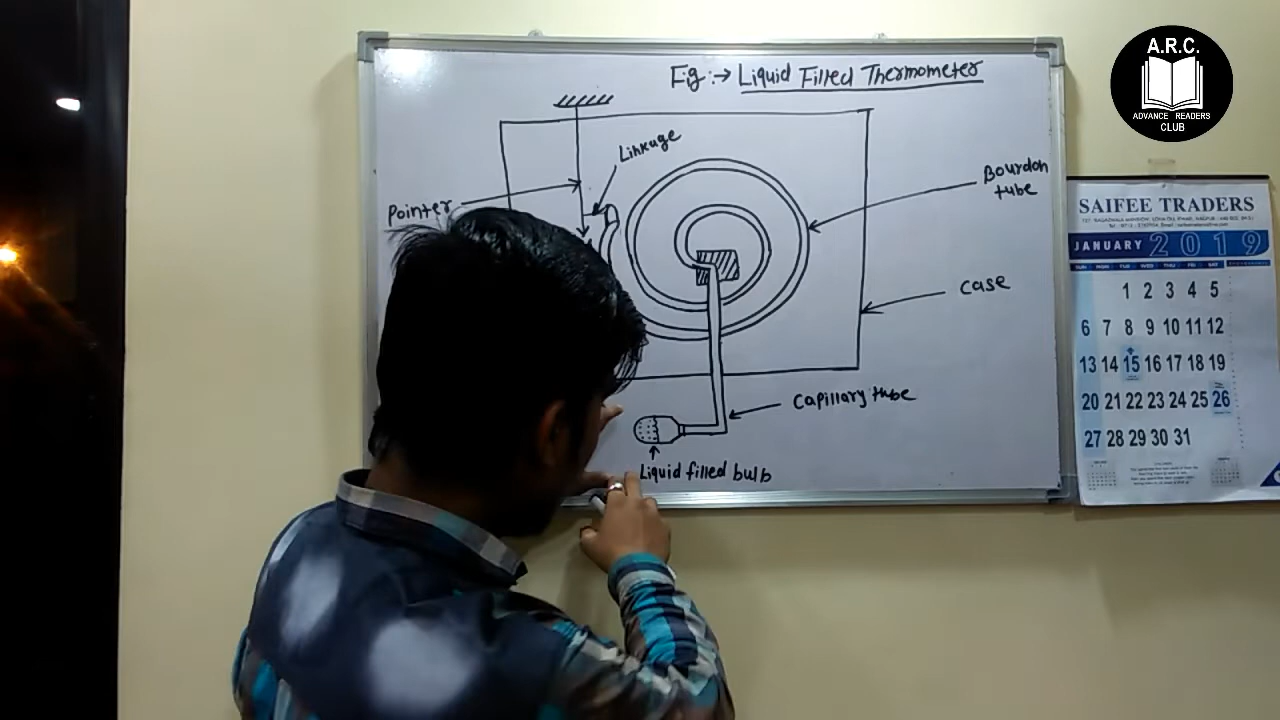 Fig:→ Liquid Filled Thermometer
Linkage
Pointer
Bourdon
tube
case
Capillary tube
Liquid filled bulb
A.R.C.
ADVANCE READERS
CLUB
SAIFEE TRADERS
JANUARY 2019
SUN MON TUE WED THU FRI SAT
1 2 3 4 5
6 7 8 9 10 11 12
13 14 15 16 17 18 19
20 21 22 23 24 25 26
27 28 29 30 31